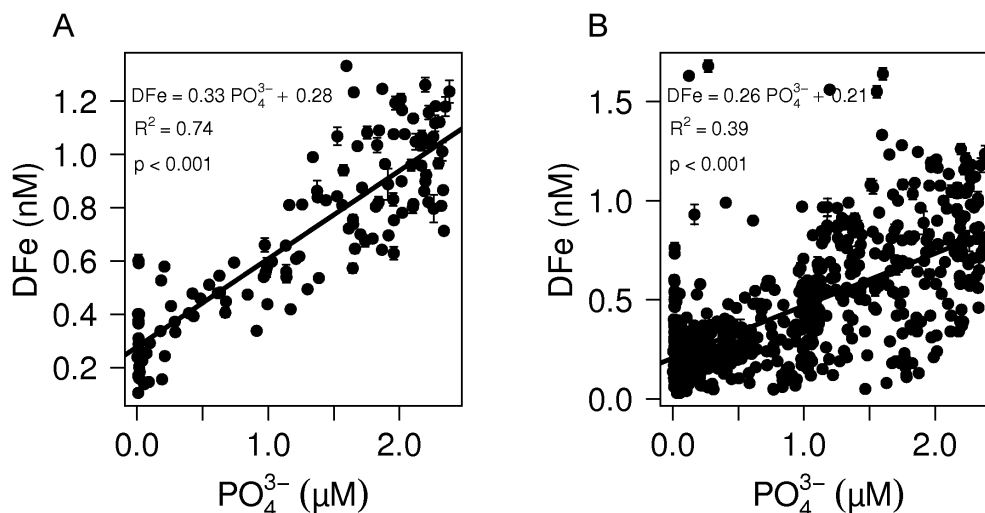 A
DFe = 0.33 PO₄³⁻ + 0.28
R² = 0.74
p < 0.001
1.2
1.0
0.8
0.6
0.4
0.2
DFe (nM)
0.0 1.0 2.0
PO₄³⁻ (μM)
B
DFe = 0.26 PO₄³⁻ + 0.21
R² = 0.39
p < 0.001
1.5
1.0
0.5
0.0
DFe (nM)
0.0 1.0 2.0
PO₄³⁻ (μM)